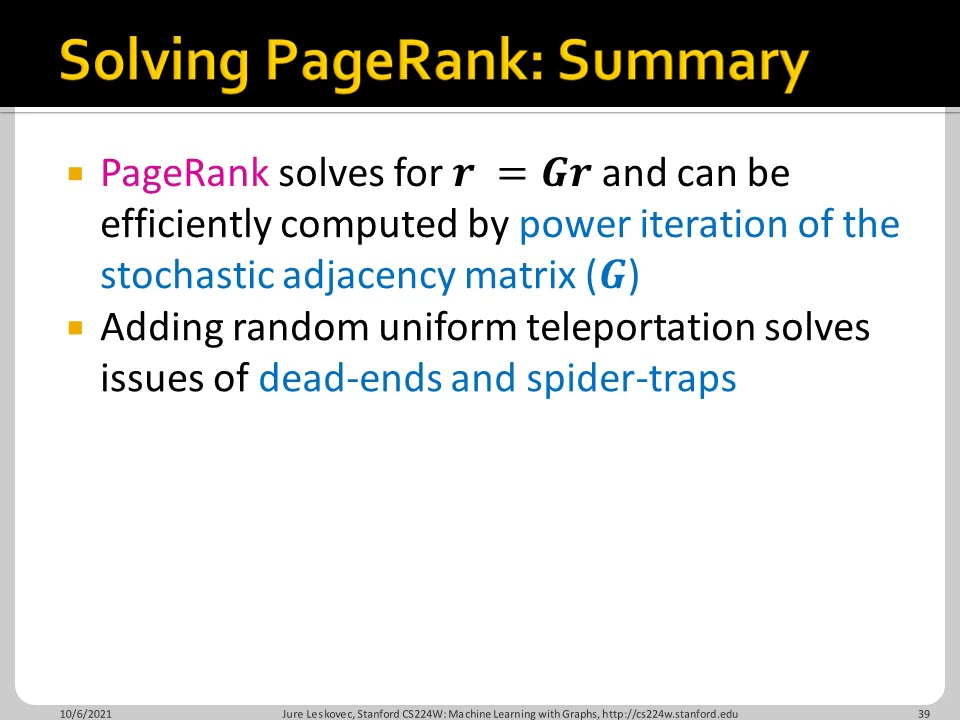 Solving PageRank: Summary
PageRank solves for r = Gr and can be
efficiently computed by power iteration of the
stochastic adjacency matrix (G)
Adding random uniform teleportation solves
issues of dead-ends and spider-traps
10/6/2021 Jure Leskovec, Stanford CS224W: Machine Learning with Graphs, http://cs224w.stanford.edu 39